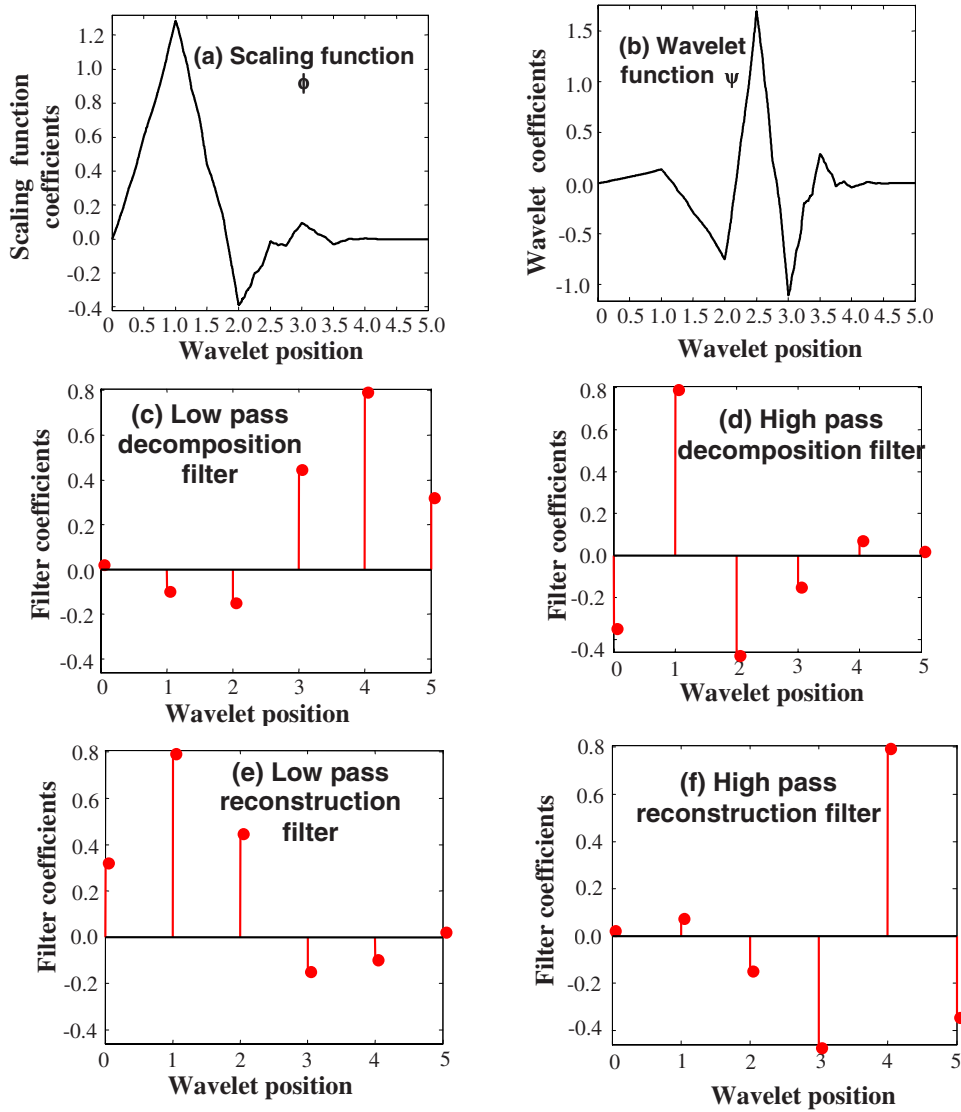 (a) Scaling function
ϕ
Scaling function
coefficients
1.2
1.0
0.8
0.6
0.4
0.2
0.0
-0.2
-0.4
0 0.5 1.0 1.5 2.0 2.5 3.0 3.5 4.0 4.5 5.0
Wavelet position
(b) Wavelet
function ψ
Wavelet coefficients
1.5
1.0
0.5
0.0
-0.5
-1.0
0 0.5 1.0 1.5 2.0 2.5 3.0 3.5 4.0 4.5 5.0
Wavelet position
(c) Low pass
decomposition
filter
Filter coefficients
0.8
0.6
0.4
0.2
0.0
-0.2
-0.4
0 1 2 3 4 5
Wavelet position
(d) High pass
decomposition filter
Filter coefficients
0.8
0.6
0.4
0.2
0.0
-0.2
-0.4
0 1 2 3 4 5
Wavelet position
(e) Low pass
reconstruction
filter
Filter coefficients
0.8
0.6
0.4
0.2
0.0
-0.2
-0.4
0 1 2 3 4 5
Wavelet position
(f) High pass
reconstruction filter
Filter coefficients
0.8
0.6
0.4
0.2
0.0
-0.2
-0.4
0 1 2 3 4 5
Wavelet position